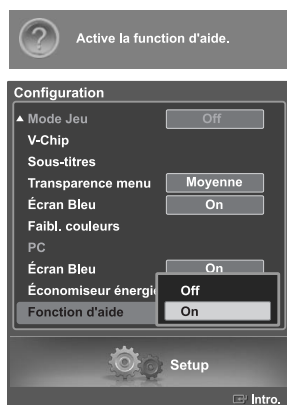 Active la function d'aide.
Configuration
Mode Jeu Off
V-Chip
Sous-titres
Transparence menu Moyenne
Écran Bleu On
Faibl. couleurs
PC
Écran Bleu On
Économiseur énergi
Off
Fonction d'aide On
Setup
Intro.